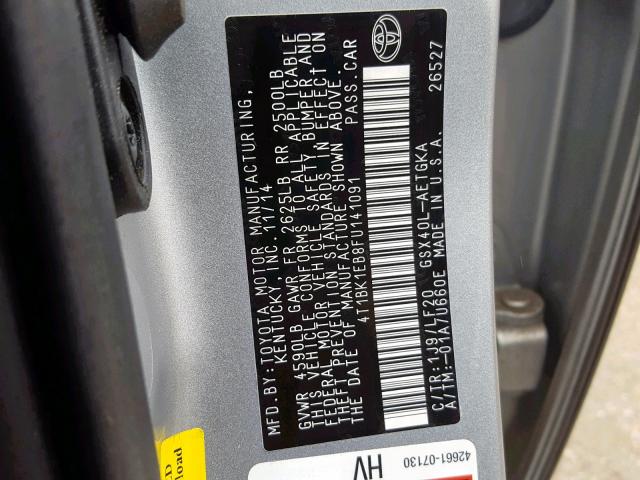 MFD.BY:TOYOTA MOTOR MANUFACTURING,
KENTUCKY, INC. 11/14
GVWR 4590LB GAWR FR 2625LB RR 2500LB
THIS VEHICLE CONFORMS TO ALL APPLICABLE
FEDERAL MOTOR VEHICLE SAFETY, BUMPER, AND
THEFT PREVENTION STANDARDS IN EFFECT ON
THE DATE OF MANUFACTURE SHOWN ABOVE.
4T1BK1EB8FU141091 PASS.CAR
C/TR:1J9/LF20 GSX40L-AETGKA
A/TM:-01A/U660E MADE IN U.S.A.
26527
42661-07130
HV